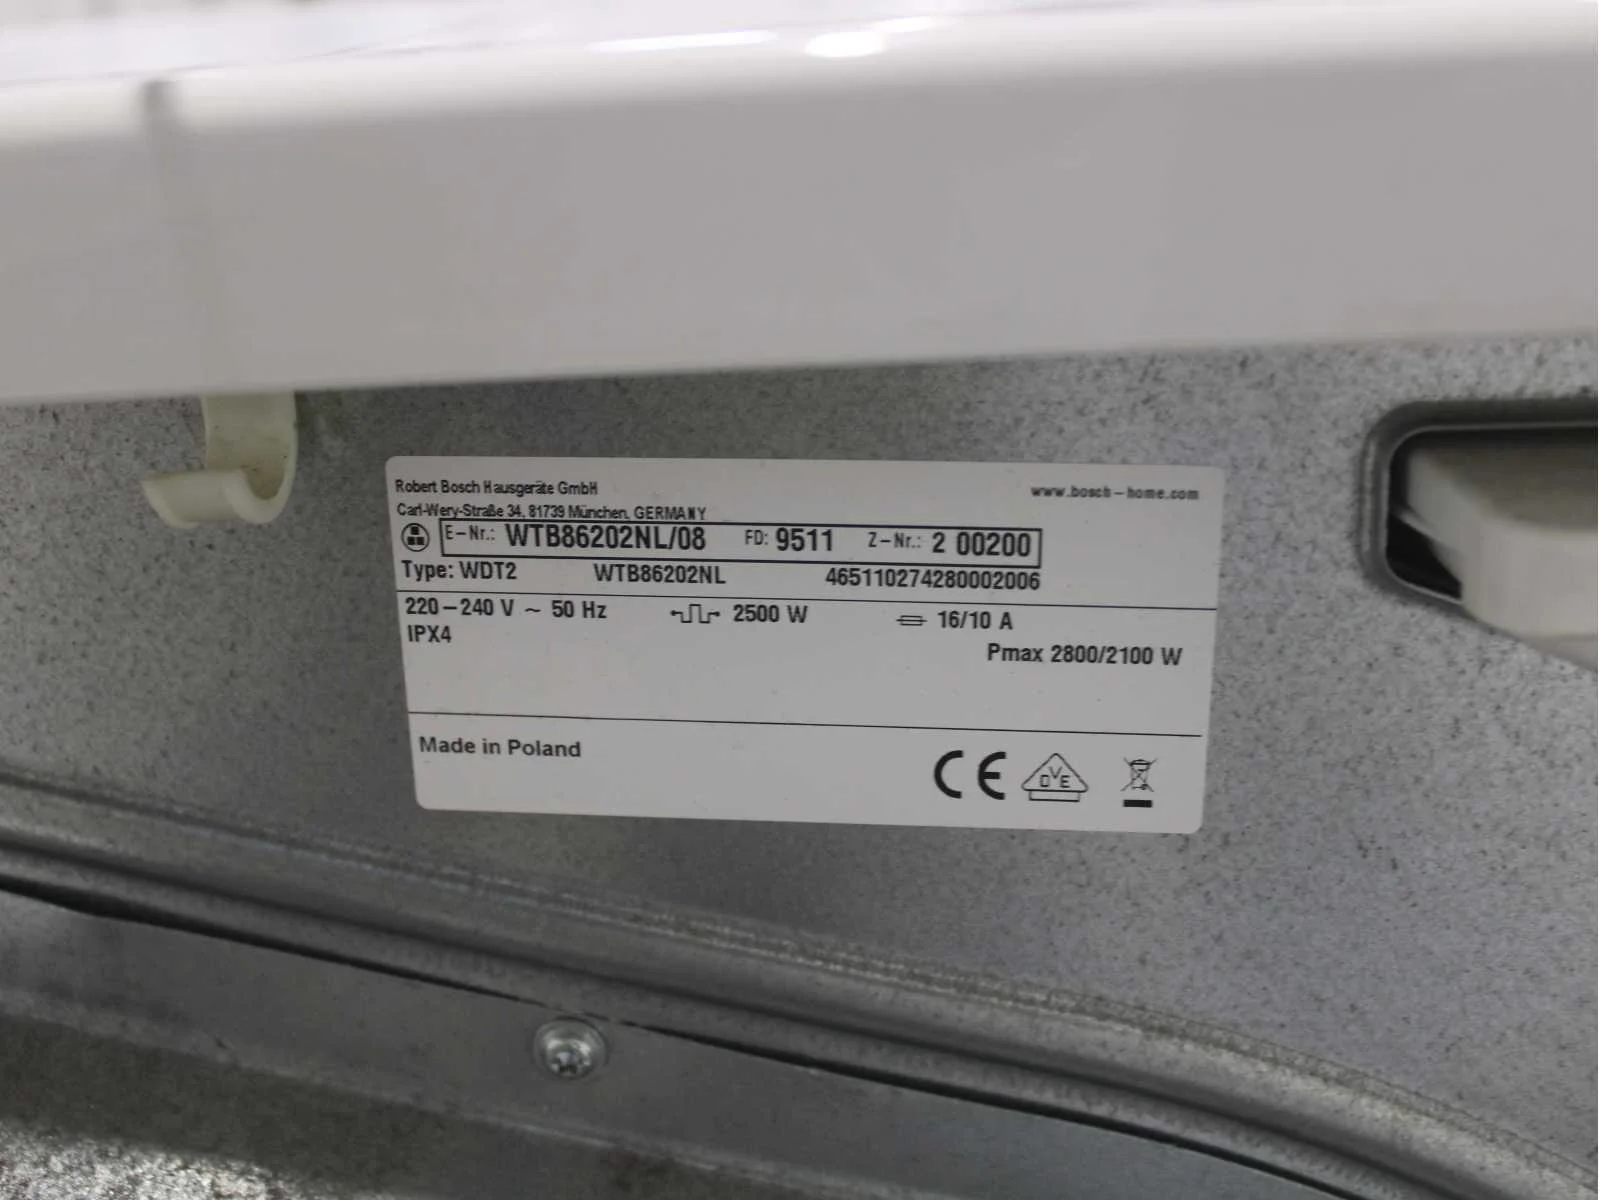 Robert Bosch Hausgeräte GmbH www.bosch-home.com
Carl-Wery-Straße 34, 81739 München, GERMANY
E-Nr.: WTB86202NL/08 FD: 9511 Z-Nr.: 2 00200
Type: WDT2 WTB86202NL 465110274280002006
220-240 V ~ 50 Hz 2500 W 16/10 A
IPX4 Pmax 2800/2100 W
Made in Poland CE DVE